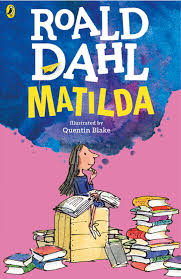 ROALD
DAHL
MATILDA
Illustrated by
Quentin Blake